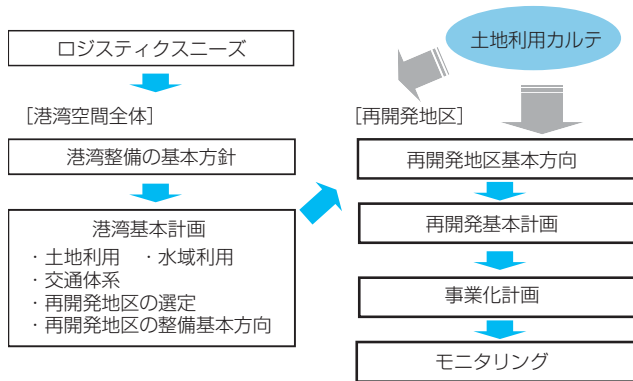 ロジスティクスニーズ
[港湾空間全体]
港湾整備の基本方針
港湾基本計画
・土地利用　・水域利用
・交通体系
・再開発地区の選定
・再開発地区の整備基本方向
土地利用カルテ
[再開発地区]
再開発地区基本方向
再開発基本計画
事業化計画
モニタリング